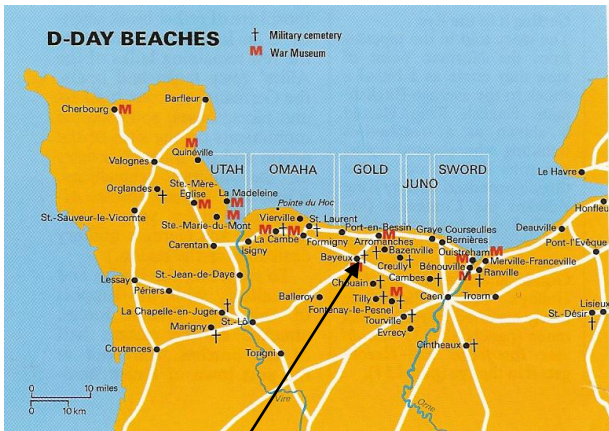 D-DAY BEACHES
† Military cemetery
M War Museum
Barfleur
Cherbourg M
M
Quinéville
Valognes
UTAH
OMAHA
GOLD
JUNO
SWORD
Le Havre
Orglandes
Ste.-Mère-
Eglise M
La Madeleine
M
M
Pointe du Hoc
Honfleu
St.-Sauveur-le-Vicomte
Ste.-Marie-du-Mont
Vierville
St. Laurent
M
M
Port-en-Bessin
M
Graye
Courseulles
Deauville
Carentan
Isigny
La Cambe
Formigny
Arromanches
Bernières
Pont-l'Evêque
Bayeux
M
Bazerville
Ouistreham
M
Creully
Bénouville
M
M
Merville-Franceville
Lessay
St.-Jean-de-Daye
Chouain
Cambes
Ranville
Périers
Balleroy
Tilly
M
Caen
Troarn
Lisieux
La Chapelle-en-Juger
Fontenay-le-Pesnel
St.-Désir
Marigny
St.-Lô
Tourville
Evrecy
Coutances
Torigni
Cintheaux
0 10 miles
0 10 km
Vire
Orne